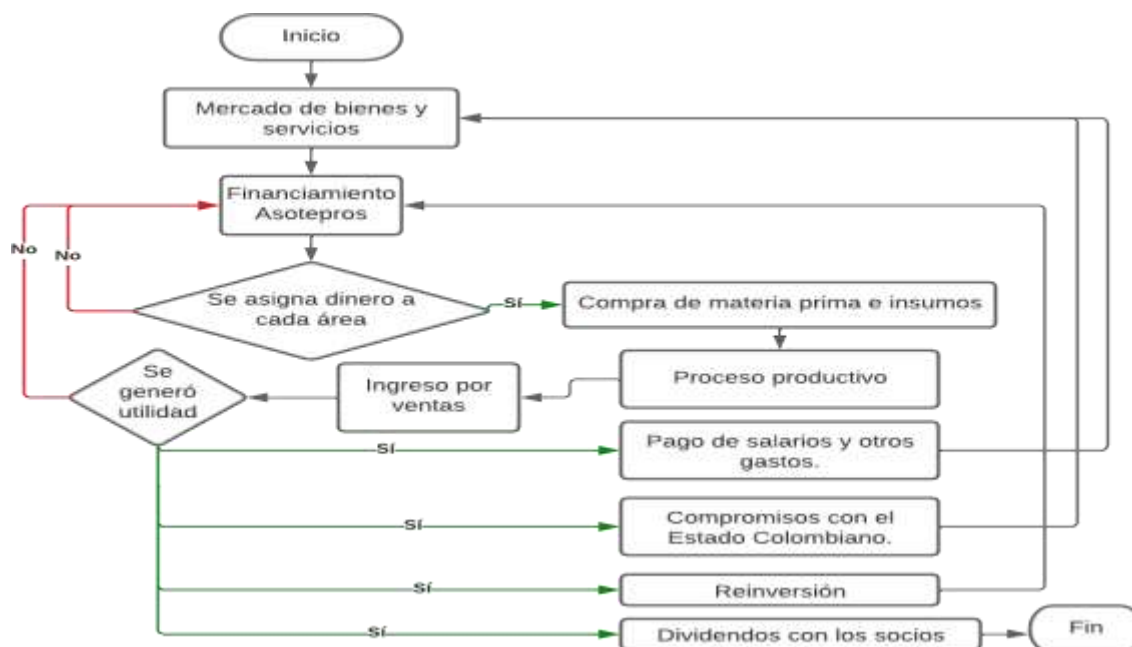 Inicio
Mercado de bienes y
servicios
Financiamiento
Asotepros
No
No
Se asigna dinero a
cada área
Sí
Compra de materia prima e insumos
Proceso productivo
Ingreso por
ventas
Se
generó
utilidad
Sí
Pago de salarios y otros
gastos.
Sí
Compromisos con el
Estado Colombiano.
Sí
Reinversión
Sí
Dividendos con los socios
Fin